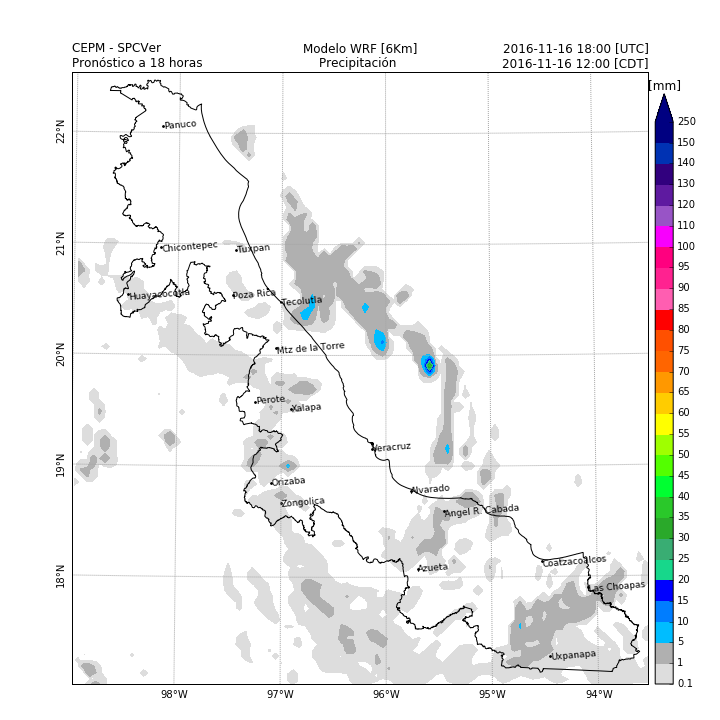 CEPM - SPCVer Modelo WRF [6Km] 2016-11-16 18:00 [UTC]
Pronóstico a 18 horas Precipitación 2016-11-16 12:00 [CDT]
[mm]
250
150
140
130
120
110
100
95
90
85
80
75
70
65
60
55
50
45
40
35
30
25
20
15
10
5
1
0.1
22°N
21°N
20°N
19°N
18°N
Panuco
Chicontepec
Tuxpan
Huayacocotla
Poza Rica
Tecolutla
Mtz de la Torre
Perote
Xalapa
Veracruz
Orizaba
Zongolica
Alvarado
Angel R. Cabada
Azueta
Coatzacoalcos
Las Choapas
Uxpanapa
98°W 97°W 96°W 95°W 94°W